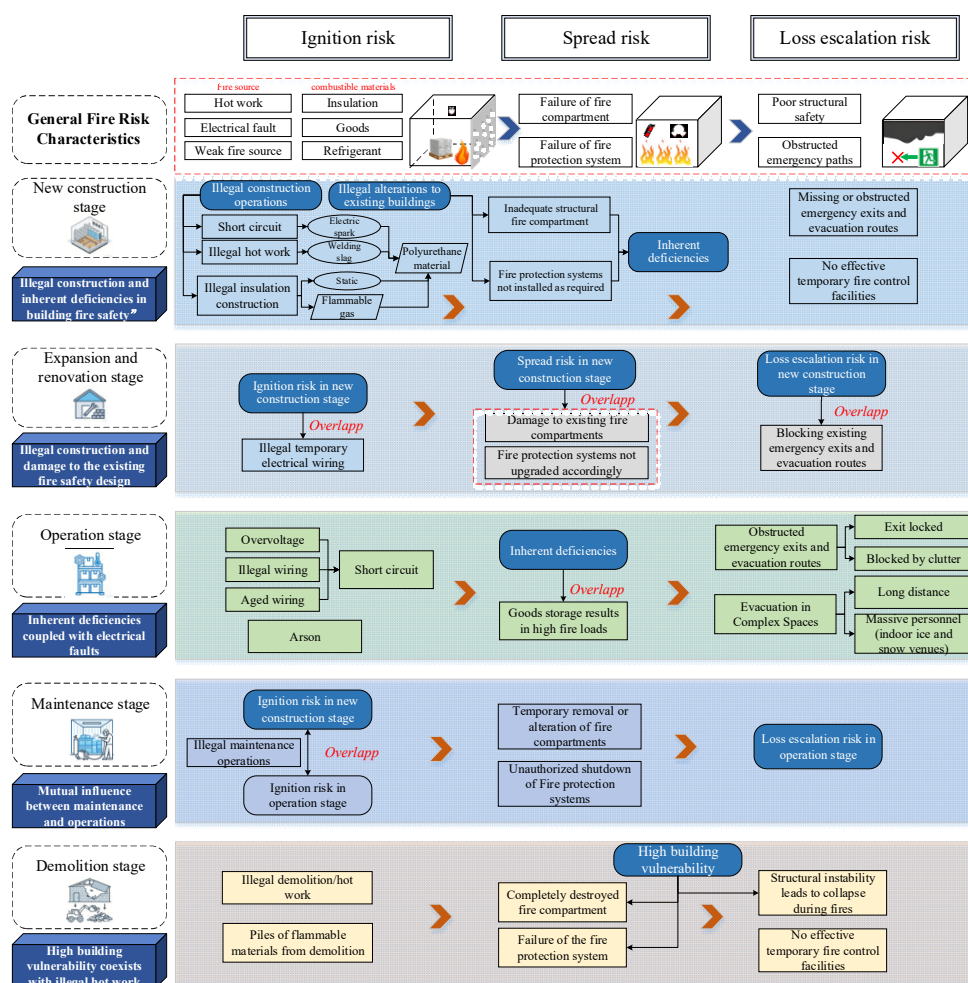 Ignition risk
Spread risk
Loss escalation risk
General Fire Risk
Characteristics
Fire source
combustible materials
Hot work
Insulation
Electrical fault
Goods
Weak fire source
Refrigerant
Failure of fire
compartment
Failure of fire
protection system
Poor structural
safety
Obstructed
emergency paths
New construction
stage
Illegal construction and
inherent deficiencies in
building fire safety”
Illegal construction
operations
Illegal alterations to
existing buildings
Short circuit
Electric
spark
Illegal hot work
Welding
slag
Polyurethane
material
Illegal insulation
construction
Static
Flammable
gas
Inadequate structural
fire compartment
Fire protection systems
not installed as required
Inherent
deficiencies
Missing or obstructed
emergency exits and
evacuation routes
No effective
temporary fire control
facilities
Expansion and
renovation stage
Illegal construction and
damage to the existing
fire safety design
Ignition risk in new
construction stage
Overlapp
Illegal temporary
electrical wiring
Spread risk in new
construction stage
Overlapp
Damage to existing fire
compartments
Fire protection systems not
upgraded accordingly
Loss escalation risk in
new construction
stage
Overlapp
Blocking existing
emergency exits and
evacuation routes
Operation stage
Inherent deficiencies
coupled with electrical
faults
Overvoltage
Illegal wiring
Aged wiring
Short circuit
Arson
Inherent deficiencies
Overlapp
Goods storage results
in high fire loads
Obstructed
emergency exits and
evacuation routes
Exit locked
Blocked by clutter
Evacuation in
Complex Spaces
Long distance
Massive personnel
(indoor ice and
snow venues)
Maintenance stage
Mutual influence
between maintenance
and operations
Ignition risk in new
construction stage
Illegal maintenance
operations
Overlapp
Ignition risk in
operation stage
Temporary removal or
alteration of fire
compartments
Unauthorized shutdown
of Fire protection
systems
Loss escalation risk in
operation stage
Demolition stage
High building
vulnerability coexists
with illegal hot work
Illegal demolition/hot
work
Piles of flammable
materials from demolition
High building
vulnerability
Completely destroyed
fire compartment
Failure of the fire
protection system
Structural instability
leads to collapse
during fires
No effective
temporary fire control
facilities